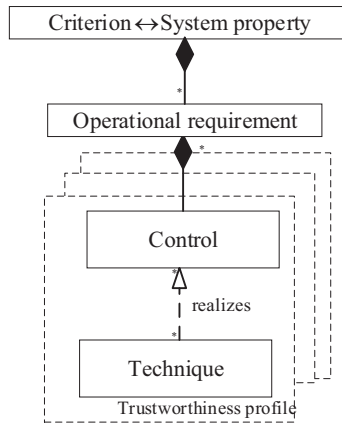 Criterion↔System property
*
Operational requirement
*
Control
*
realizes
*
Technique
Trustworthiness profile